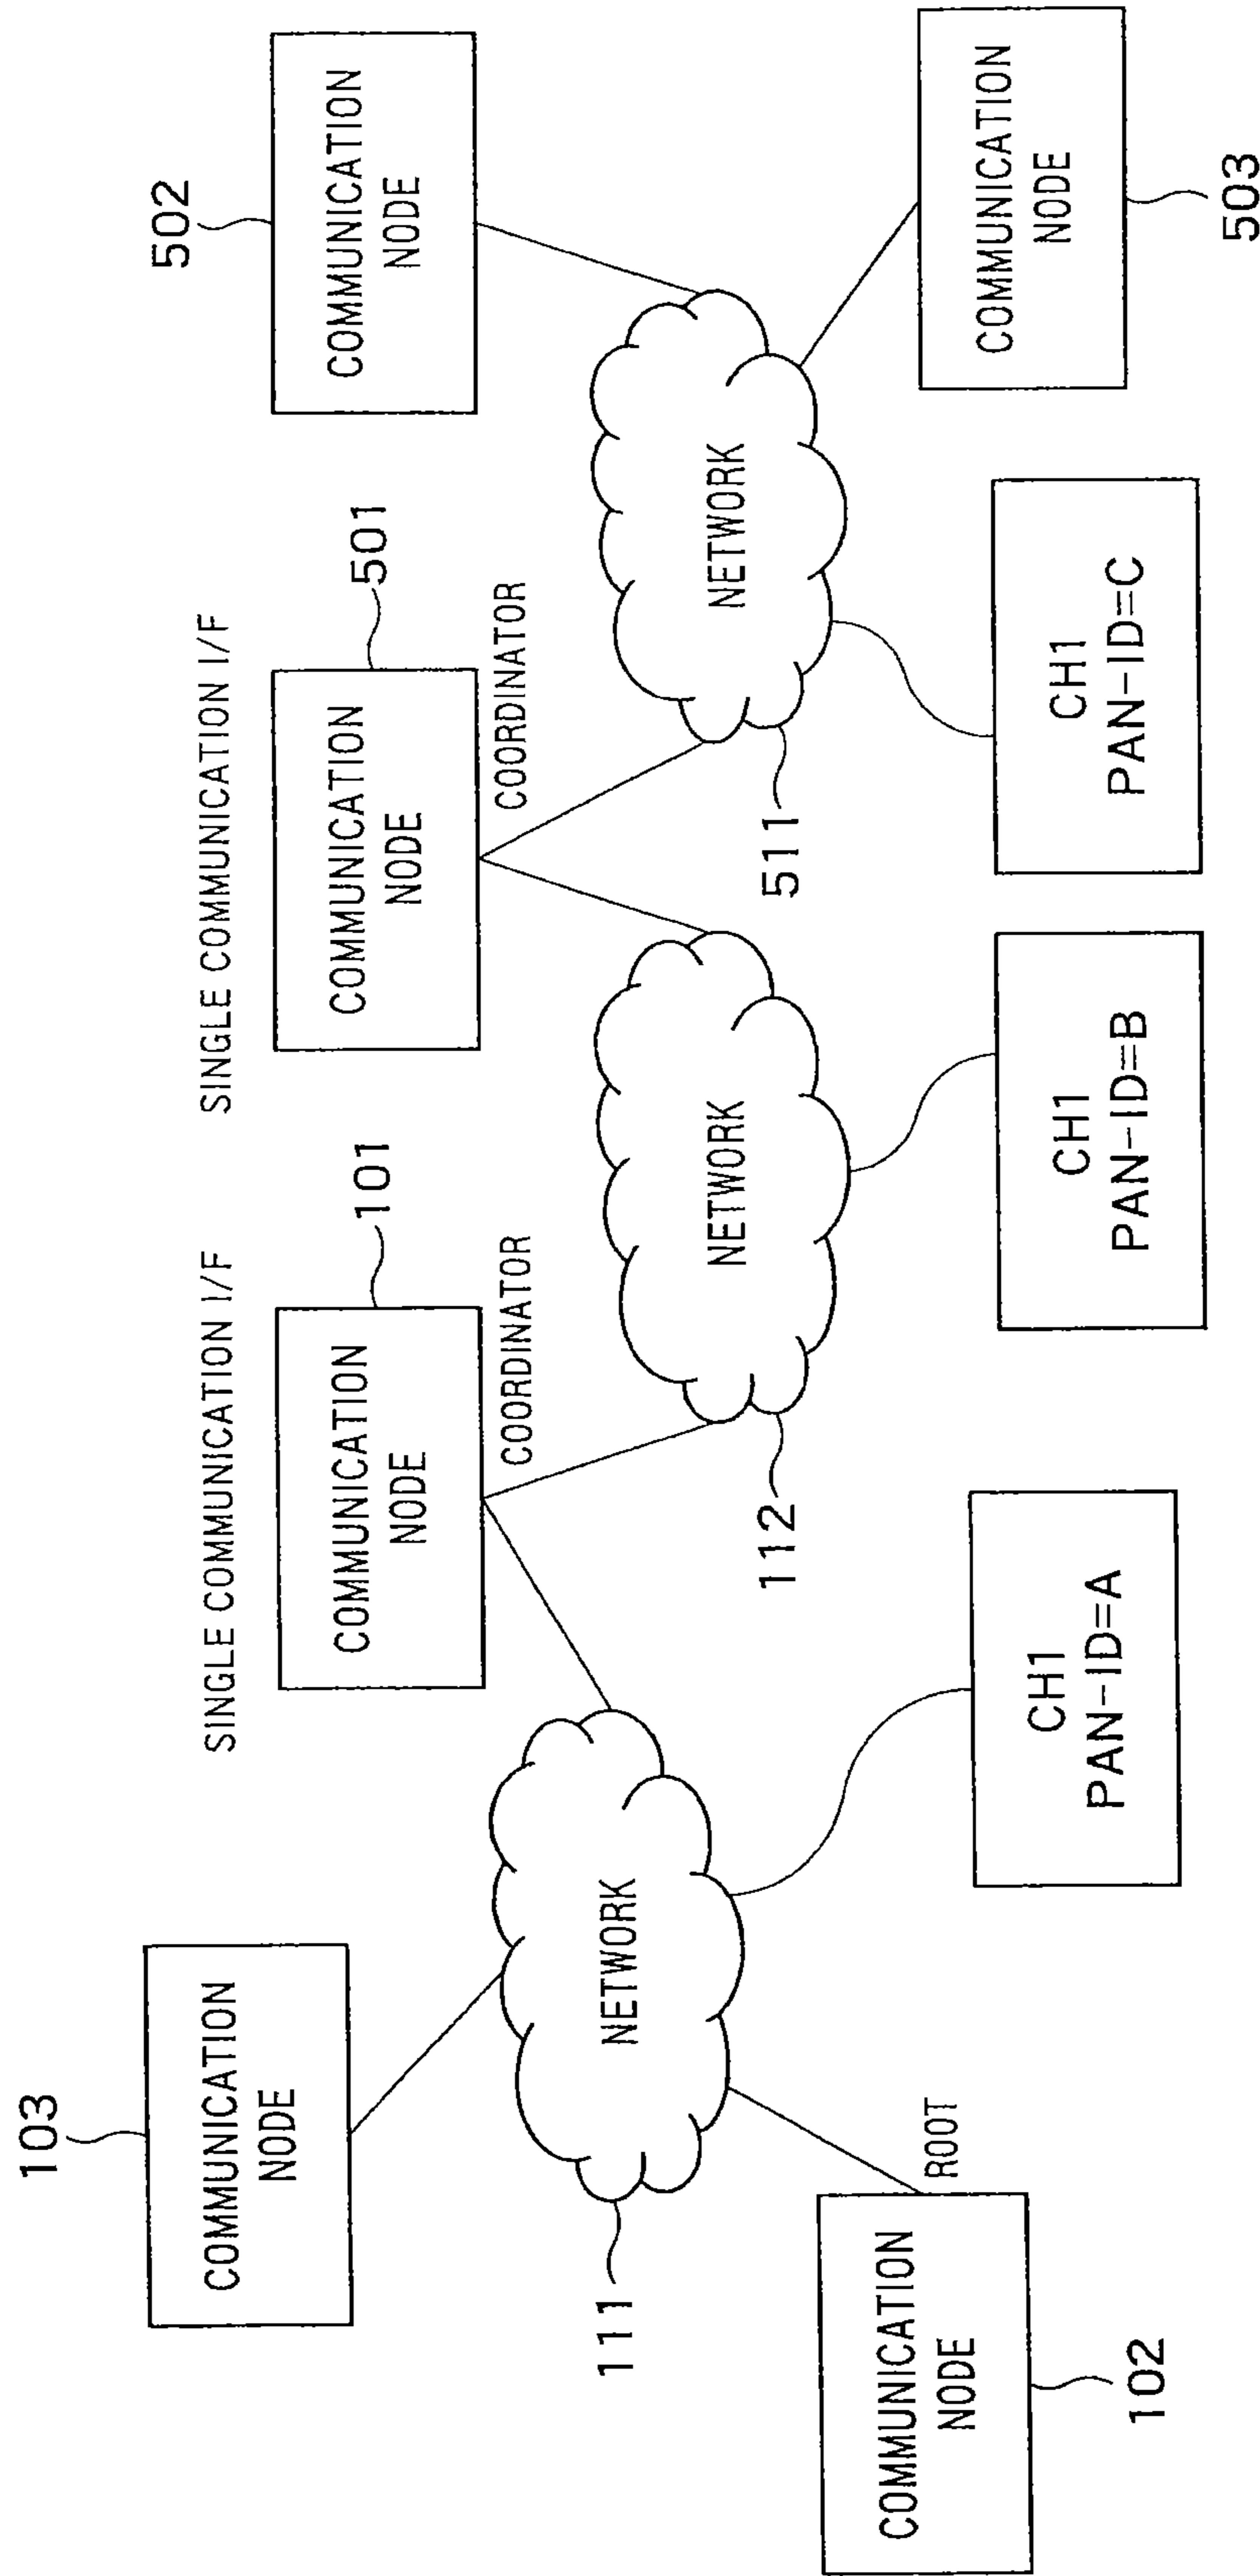 103
COMMUNICATION
NODE
SINGLE COMMUNICATION I/F
101
COMMUNICATION
NODE
COORDINATOR
SINGLE COMMUNICATION I/F
501
COMMUNICATION
NODE
COORDINATOR
502
COMMUNICATION
NODE
NETWORK
111
NETWORK
112
NETWORK
511
ROOT
COMMUNICATION
NODE
102
CH1
PAN-ID=A
CH1
PAN-ID=B
CH1
PAN-ID=C
COMMUNICATION
NODE
503